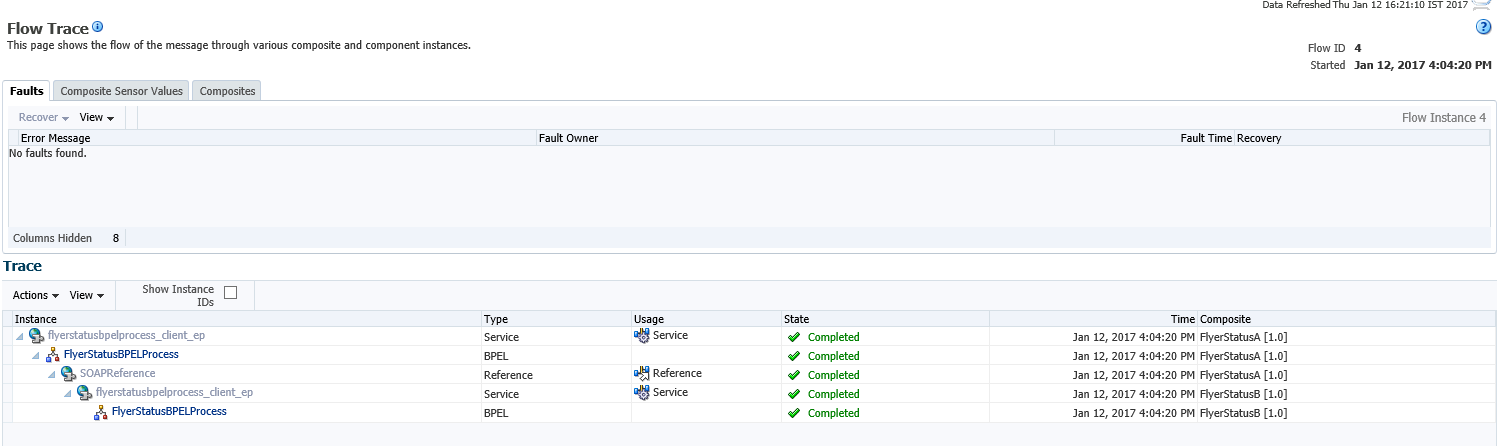 Data Refreshed Thu Jan 12 16:21:10 IST 2017
Flow Trace
This page shows the flow of the message through various composite and component instances.
Flow ID 4
Started Jan 12, 2017 4:04:20 PM
Faults Composite Sensor Values Composites
Recover View Flow Instance 4
Error Message Fault Owner Fault Time Recovery
No faults found.
Columns Hidden 8
Trace
Actions View Show Instance IDs
Instance Type Usage State Time Composite
flyerstatusbpelprocess_client_ep Service Service Completed Jan 12, 2017 4:04:20 PM FlyerStatusA [1.0]
FlyerStatusBPELProcess BPEL Completed Jan 12, 2017 4:04:20 PM FlyerStatusA [1.0]
SOAPReference Reference Reference Completed Jan 12, 2017 4:04:20 PM FlyerStatusA [1.0]
flyerstatusbpelprocess_client_ep Service Service Completed Jan 12, 2017 4:04:20 PM FlyerStatusB [1.0]
FlyerStatusBPELProcess BPEL Completed Jan 12, 2017 4:04:20 PM FlyerStatusB [1.0]